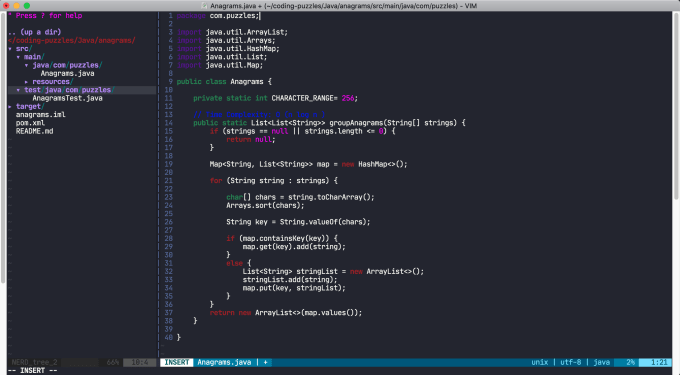 Anagrams.java + (~/coding-puzzles/Java/anagrams/src/main/java/com/puzzles) - VIM
" Press ? for help
.. (up a dir)
</coding-puzzles/Java/anagrams/
▾ src/
▾ main/
▾ java/com/puzzles/
Anagrams.java
▸ resources/
▾ test/java/com/puzzles/
AnagramsTest.java
▸ target/
anagrams.iml
pom.xml
README.md
NERD_tree_2 66% 10:4
1 package com.puzzles;
2
3 import java.util.ArrayList;
4 import java.util.Arrays;
5 import java.util.HashMap;
6 import java.util.List;
7 import java.util.Map;
8
9 public class Anagrams {
10
11 private static int CHARACTER_RANGE= 256;
12
13
14 public static List<List<String>> groupAnagrams(String[] strings) {
15 if (strings == null || strings.length <= 0) {
16 return null;
17 }
18
19 Map<String, List<String>> map = new HashMap<>();
20
21 for (String string : strings) {
22
23 char[] chars = string.toCharArray();
24 Arrays.sort(chars);
25
26 String key = String.valueOf(chars);
27
28 if (map.containsKey(key)) {
29 map.get(key).add(string);
30 }
31 else {
32 List<String> stringList = new ArrayList<>();
33 stringList.add(string);
34 map.put(key, stringList);
35 }
36 }
37 return new ArrayList<>(map.values());
38 }
39
40 }
INSERT Anagrams.java | + unix | utf-8 | java 2% 1:21
-- INSERT --